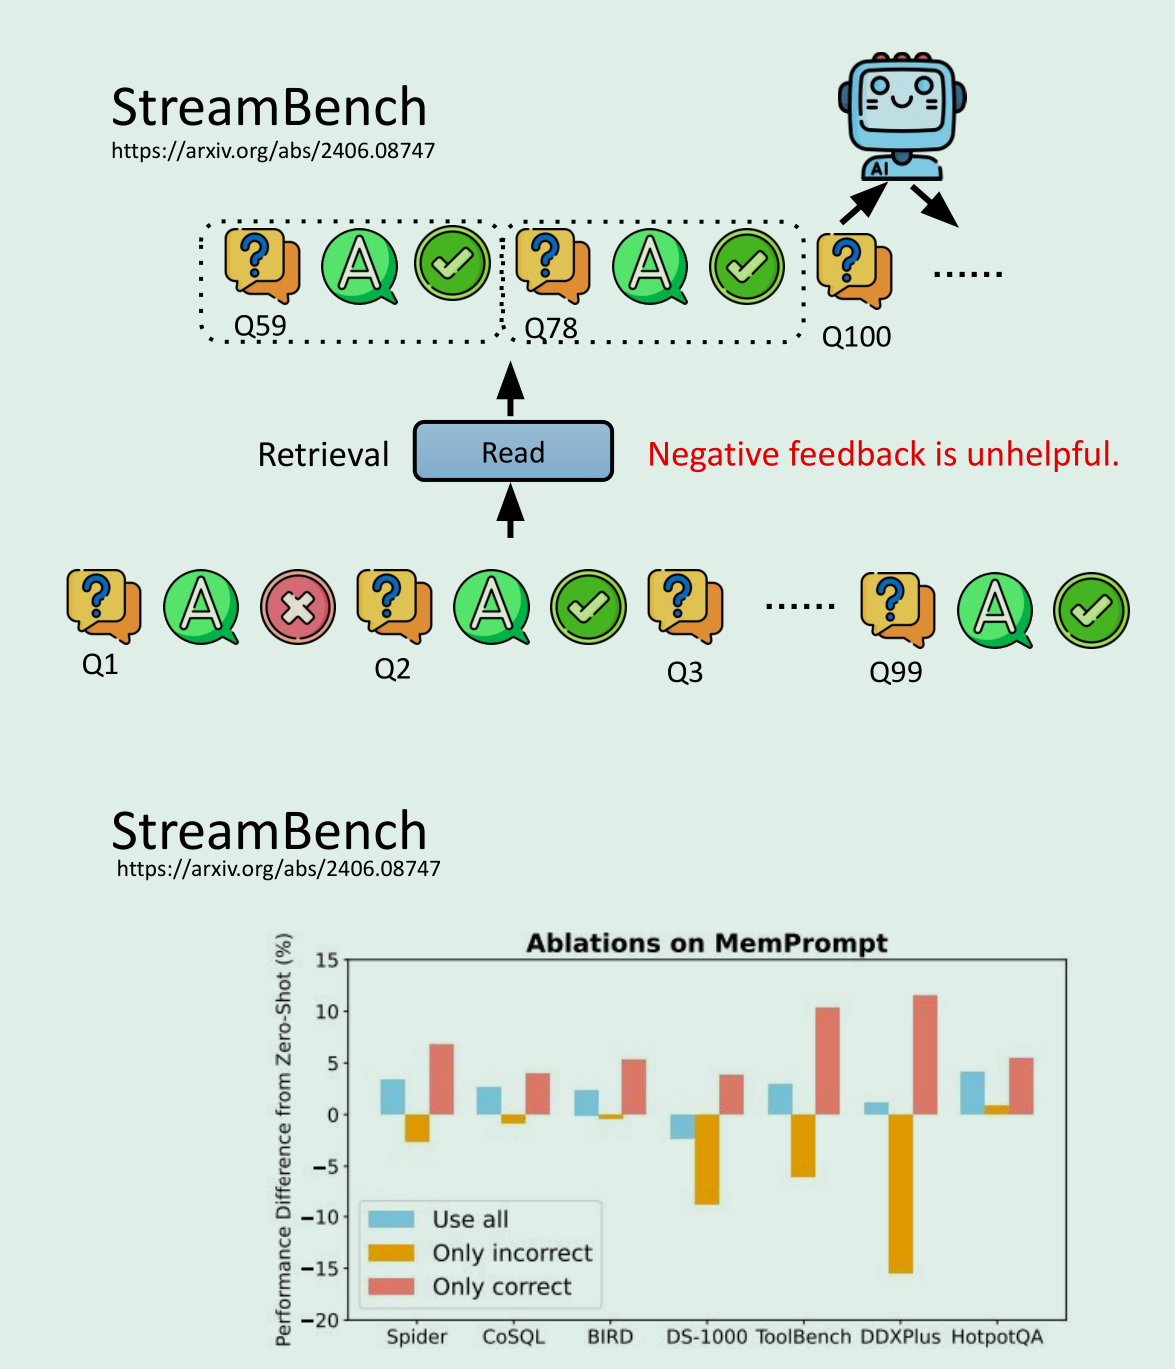 StreamBench
https://arxiv.org/abs/2406.08747
AI
Q59
Q78
Q100
......
Retrieval
Read
Negative feedback is unhelpful.
A
A
A
A
A
......
Q1
Q2
Q3
Q99
StreamBench
https://arxiv.org/abs/2406.08747
Ablations on MemPrompt
Performance Difference from Zero-Shot (%)
15
10
5
0
−5
−10
−15
−20
Use all
Only incorrect
Only correct
Spider CoSQL BIRD DS-1000 ToolBench DDXPlus HotpotQA